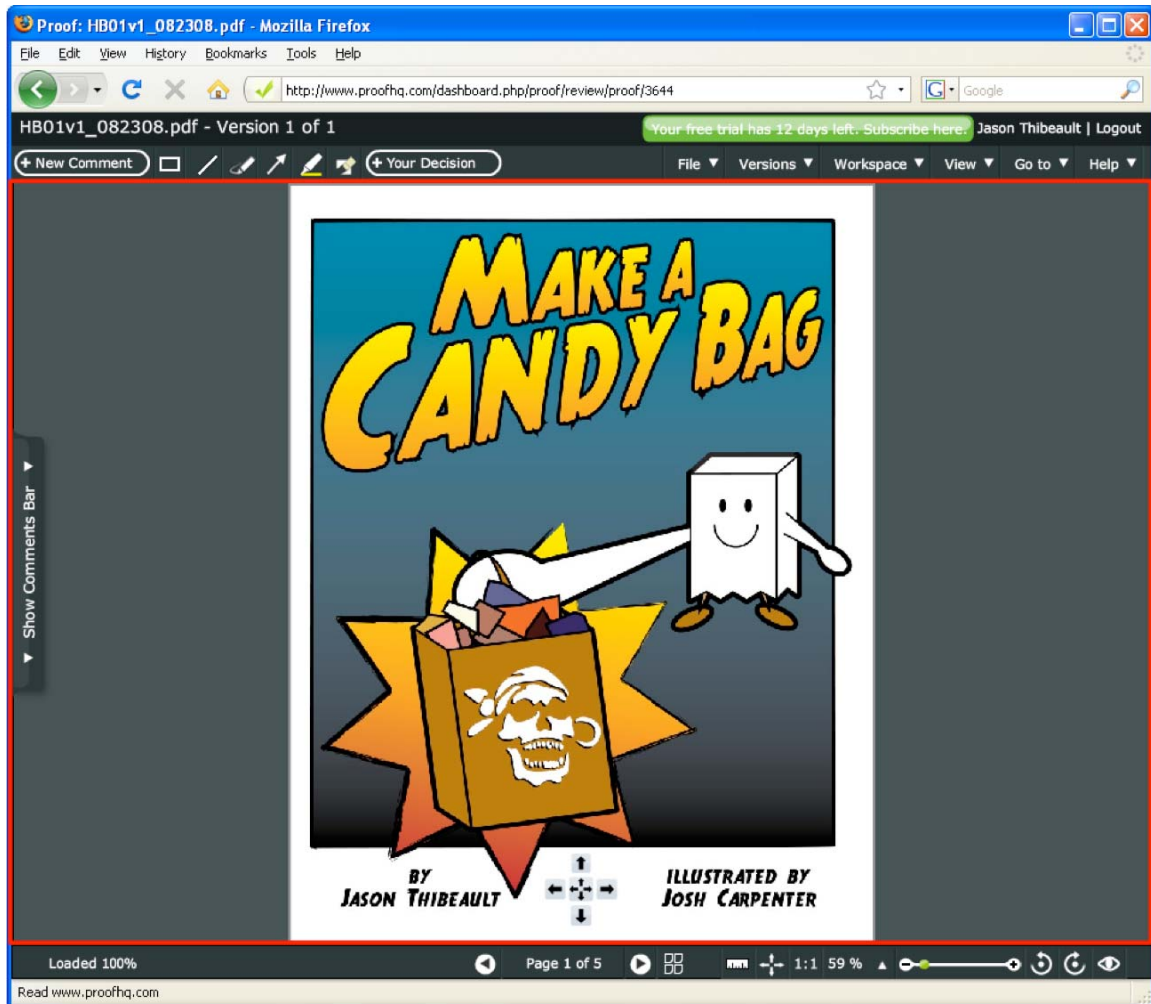 Proof: HB01v1_082308.pdf - Mozilla Firefox
File Edit View History Bookmarks Tools Help
http://www.proofhq.com/dashboard.php/proof/review/proof/3644
G Google
HB01v1_082308.pdf - Version 1 of 1
Your free trial has 12 days left. Subscribe here. Jason Thibeault | Logout
+ New Comment + Your Decision File ▼ Versions ▼ Workspace ▼ View ▼ Go to ▼ Help ▼
MAKE A
CANDY BAG
Show Comments Bar
BY
JASON THIBEAULT
ILLUSTRATED BY
JOSH CARPENTER
Loaded 100% Page 1 of 5 1:1 59 %
Read www.proofhq.com